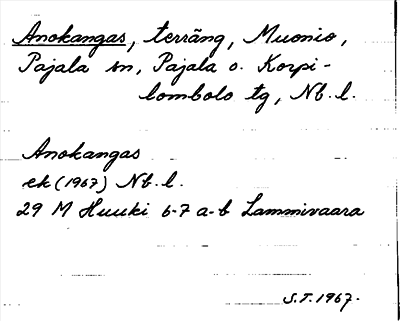 Anokangas, terräng, Muonio,
Pajala sn, Pajala o. Korpi-
lombolo tg, Nb. l.
Anokangas
ek (1967) Nb. l.
29 M Huuki 6-7 a-b Lammivaara
S.T. 1967.